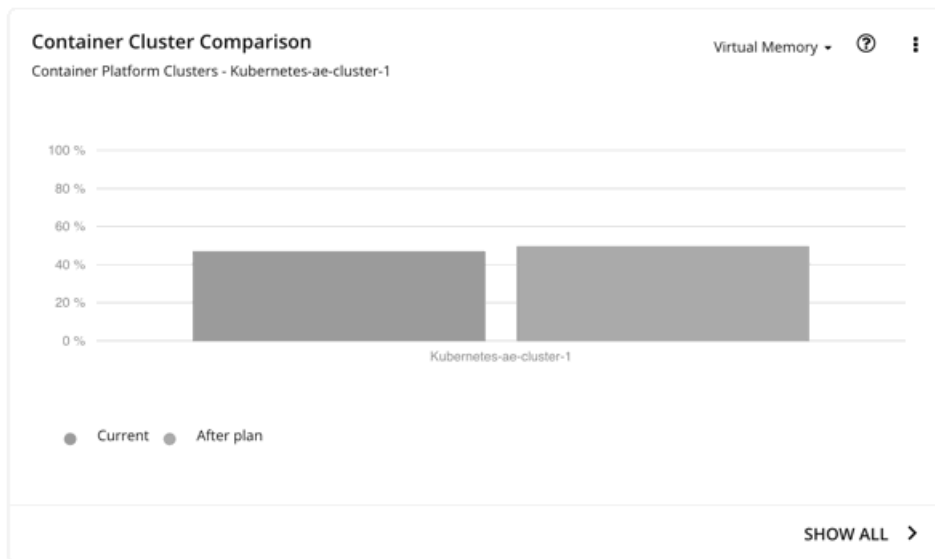 Container Cluster Comparison
Virtual Memory
Container Platform Clusters - Kubernetes-ae-cluster-1
100 %
80 %
60 %
40 %
20 %
0 %
Kubernetes-ae-cluster-1
Current
After plan
SHOW ALL